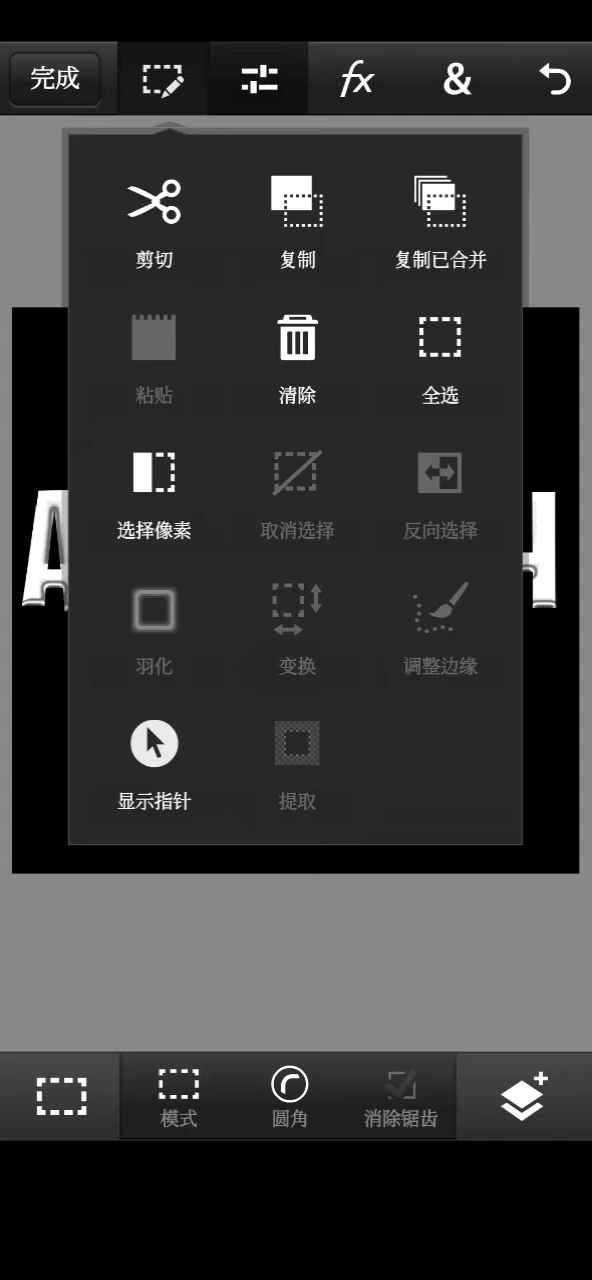 完成
fx
&
剪切
复制
复制已合并
粘贴
清除
全选
选择像素
取消选择
反向选择
A
H
羽化
变换
调整边缘
显示指针
提取
模式
圆角
消除锯齿